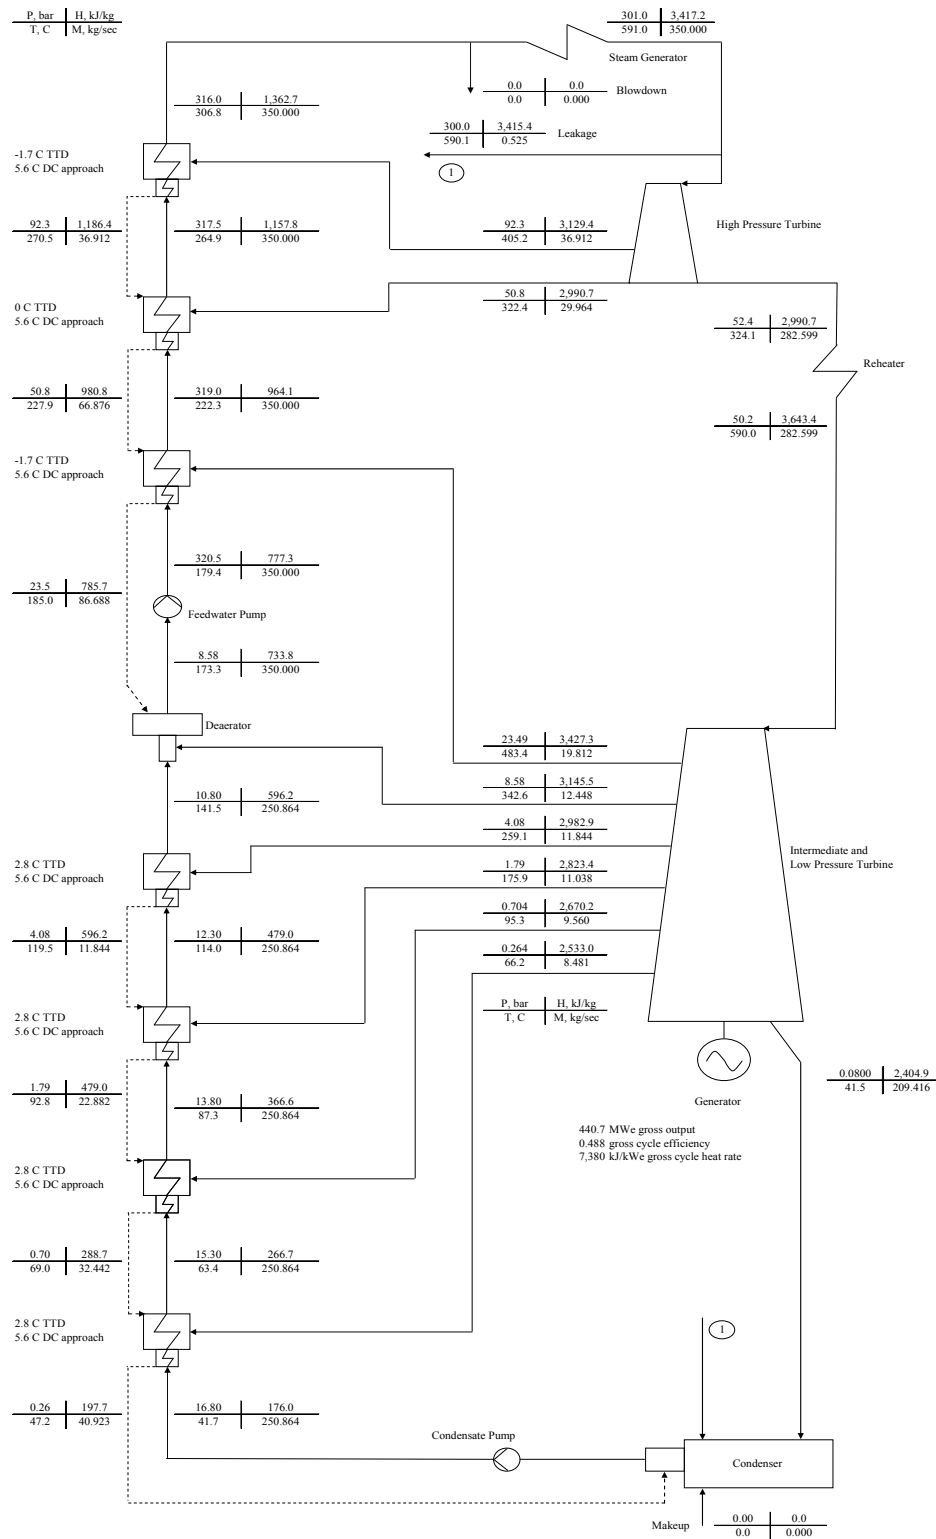 P, bar H, kJ/kg
T, C M, kg/sec
301.0 3,417.2
591.0 350.000
Steam Generator
0.0 0.0
0.0 0.000
Blowdown
316.0 1,362.7
306.8 350.000
300.0 3,415.4
590.1 0.525
Leakage
1
-1.7 C TTD
5.6 C DC approach
92.3 1,186.4
270.5 36.912
317.5 1,157.8
264.9 350.000
92.3 3,129.4
405.2 36.912
High Pressure Turbine
0 C TTD
5.6 C DC approach
50.8 2,990.7
322.4 29.964
52.4 2,990.7
324.1 282.599
Reheater
50.8 980.8
227.9 66.876
319.0 964.1
222.3 350.000
50.2 3,643.4
590.0 282.599
-1.7 C TTD
5.6 C DC approach
320.5 777.3
179.4 350.000
23.5 785.7
185.0 86.688
Feedwater Pump
8.58 733.8
173.3 350.000
Deaerator
23.49 3,427.3
483.4 19.812
8.58 3,145.5
342.6 12.448
10.80 596.2
141.5 250.864
4.08 2,982.9
259.1 11.844
Intermediate and
Low Pressure Turbine
2.8 C TTD
5.6 C DC approach
1.79 2,823.4
175.9 11.038
0.704 2,670.2
95.3 9.560
4.08 596.2
119.5 11.844
12.30 479.0
114.0 250.864
0.264 2,533.0
66.2 8.481
P, bar H, kJ/kg
T, C M, kg/sec
2.8 C TTD
5.6 C DC approach
0.0800 2,404.9
41.5 209.416
1.79 479.0
92.8 22.882
13.80 366.6
87.3 250.864
Generator
440.7 MWe gross output
0.488 gross cycle efficiency
7,380 kJ/kWe gross cycle heat rate
2.8 C TTD
5.6 C DC approach
0.70 288.7
69.0 32.442
15.30 266.7
63.4 250.864
2.8 C TTD
5.6 C DC approach
1
0.26 197.7
47.2 40.923
16.80 176.0
41.7 250.864
Condensate Pump
Condenser
Makeup
0.00 0.0
0.0 0.000